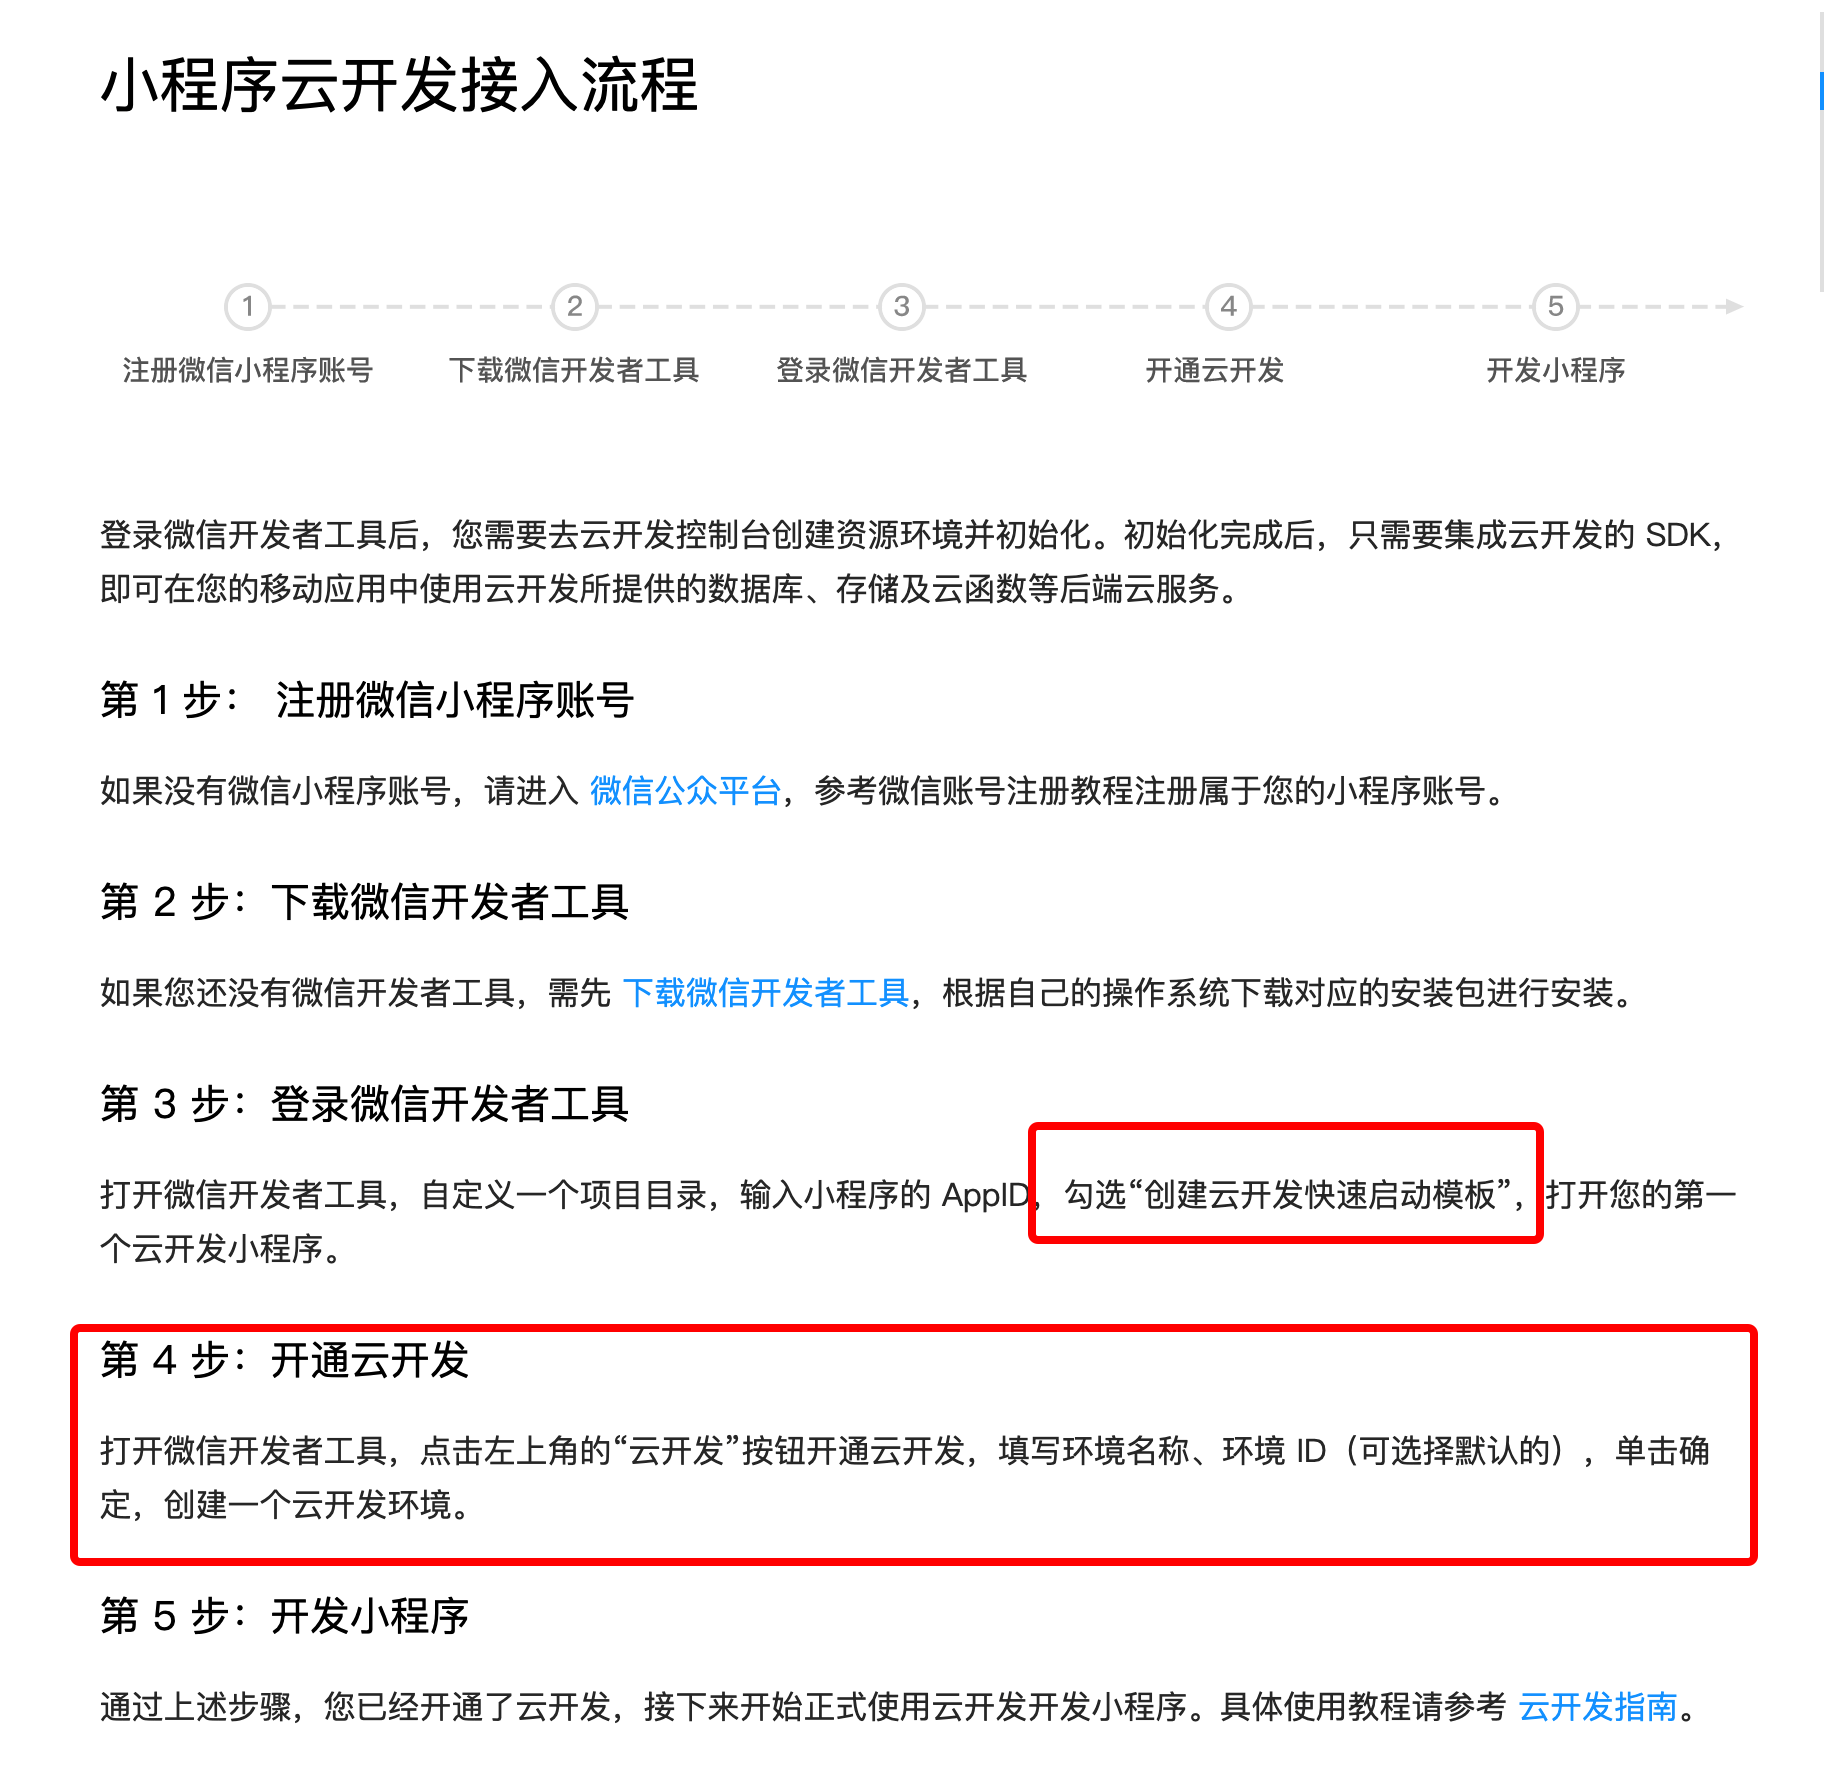 小程序云开发接入流程
1 2 3 4 5
注册微信小程序账号 下载微信开发者工具 登录微信开发者工具 开通云开发 开发小程序
登录微信开发者工具后，您需要去云开发控制台创建资源环境并初始化。初始化完成后，只需要集成云开发的 SDK，
即可在您的移动应用中使用云开发所提供的数据库、存储及云函数等后端云服务。
第 1 步： 注册微信小程序账号
如果没有微信小程序账号，请进入 微信公众平台，参考微信账号注册教程注册属于您的小程序账号。
第 2 步：下载微信开发者工具
如果您还没有微信开发者工具，需先 下载微信开发者工具，根据自己的操作系统下载对应的安装包进行安装。
第 3 步：登录微信开发者工具
打开微信开发者工具，自定义一个项目目录，输入小程序的 AppID，勾选“创建云开发快速启动模板”，打开您的第一
个云开发小程序。
第 4 步：开通云开发
打开微信开发者工具，点击左上角的“云开发”按钮开通云开发，填写环境名称、环境 ID（可选择默认的），单击确
定，创建一个云开发环境。
第 5 步：开发小程序
通过上述步骤，您已经开通了云开发，接下来开始正式使用云开发开发小程序。具体使用教程请参考 云开发指南。